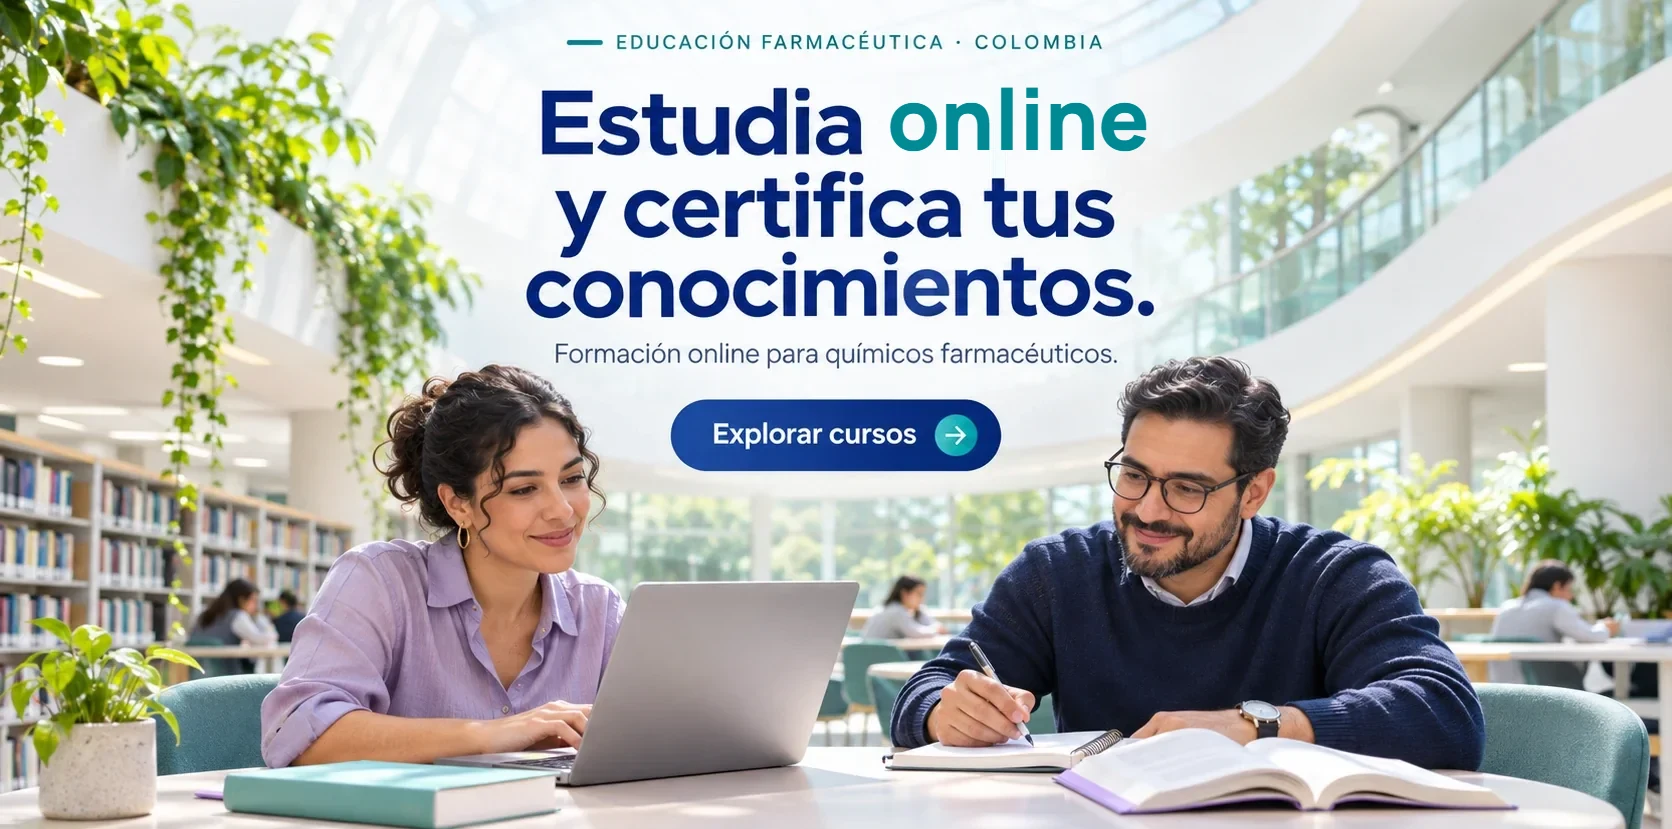 EDUCACIÓN FARMACÉUTICA · COLOMBIA
Estudia online
y certifica tus
conocimientos.
Formación online para químicos farmacéuticos.
Explorar cursos